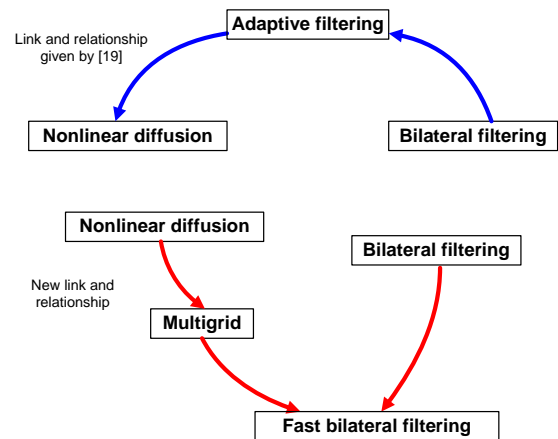 Adaptive filtering
Link and relationship
given by [19]
Nonlinear diffusion
Bilateral filtering
Nonlinear diffusion
Bilateral filtering
New link and
relationship
Multigrid
Fast bilateral filtering